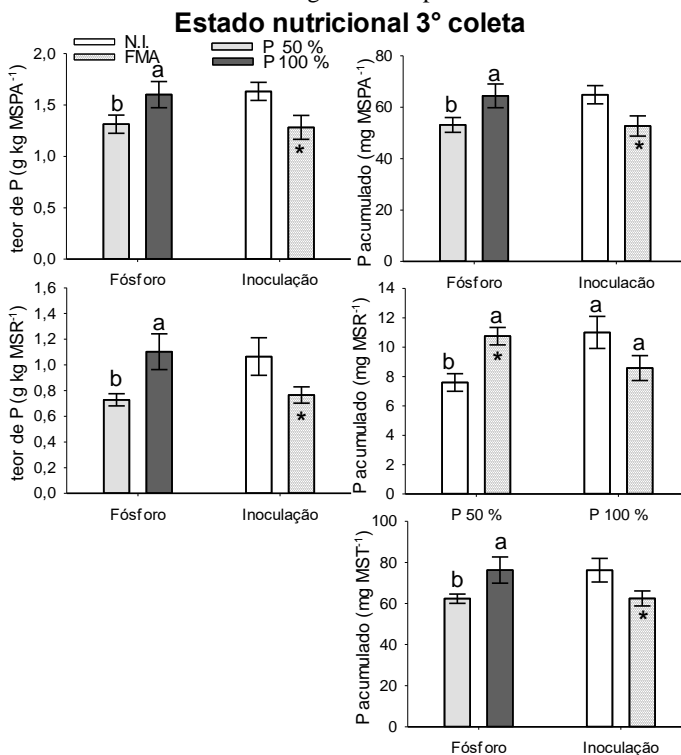 Estado nutricional 3° coleta
N.I.
FMA
P 50 %
P 100 %
teor de P (g kg MSPA⁻¹)
2,0
1,5
1,0
0,5
0,0
b
a
*
Fósforo
Inoculação
P acumulado (mg MSPA⁻¹)
80
60
40
20
0
b
a
*
Fósforo
Inoculacão
teor de P (g kg MSR⁻¹)
1,6
1,4
1,2
1,0
0,8
0,6
0,4
0,2
0,0
b
a
*
Fósforo
Inoculação
P acumulado (mg MSR⁻¹)
14
12
10
8
6
4
2
0
b
a
*
a
a
P 50 %
P 100 %
P acumulado (mg MST⁻¹)
100
80
60
40
20
0
b
a
*
Fósforo
Inoculação